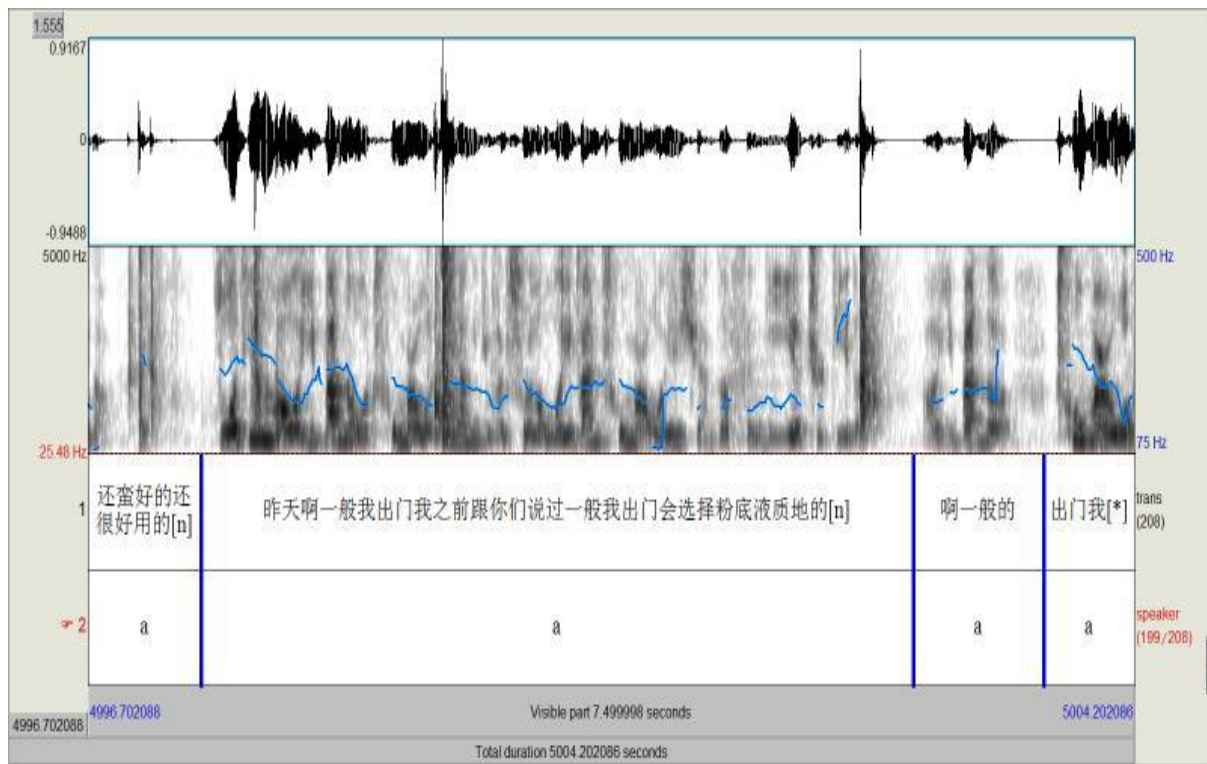 1.555
0.9167
0
-0.9488
5000 Hz
500 Hz
25.48 Hz
75 Hz
1
还蛮好的还
很好用的[n]
昨天啊一般我出门我之前跟你们说过一般我出门会选择粉底液质地的[n]
啊一般的
出门我[*]
trans
(208)
2
a
a
a
a
speaker
(199/208)
4996.702088
4996.702088
Visible part 7.499998 seconds
5004.202086
Total duration 5004.202086 seconds